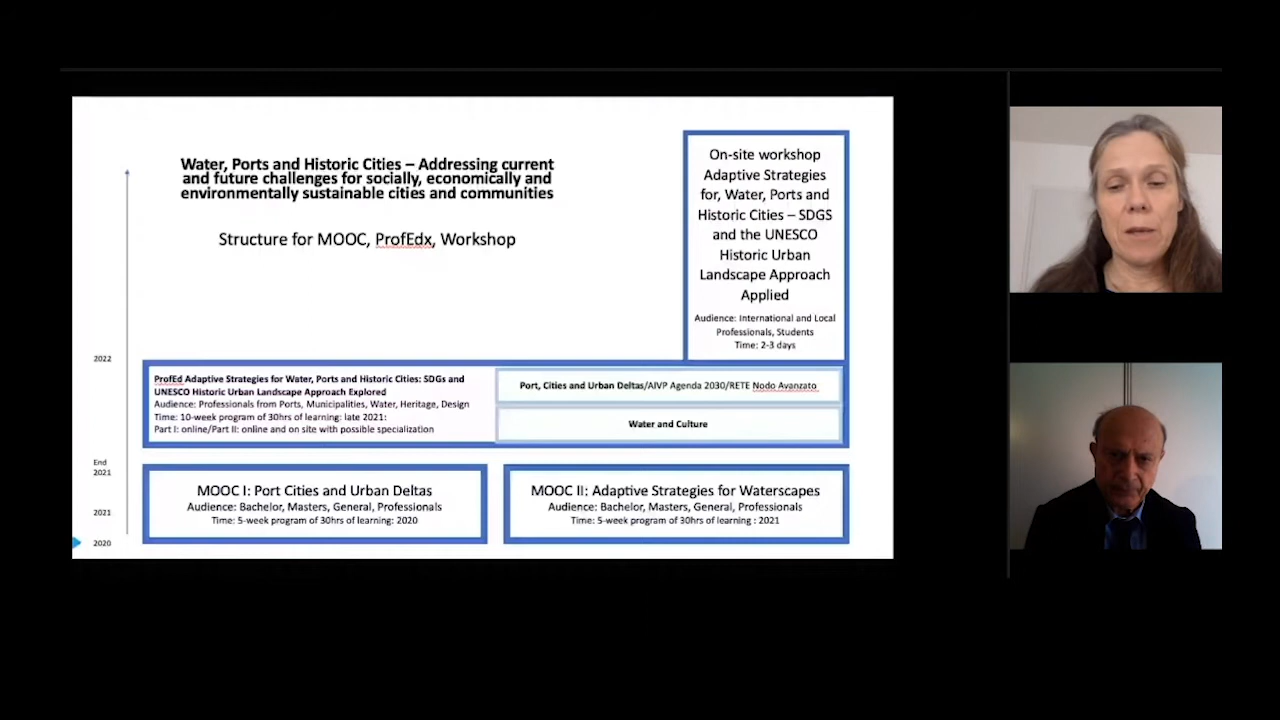 Water, Ports and Historic Cities – Addressing current
and future challenges for socially, economically and
environmentally sustainable cities and communities
Structure for MOOC, ProfEdx, Workshop
On-site workshop
Adaptive Strategies
for, Water, Ports and
Historic Cities – SDGS
and the UNESCO
Historic Urban
Landscape Approach
Applied
Audience: International and Local
Professionals, Students
Time: 2-3 days
2022
ProfEd Adaptive Strategies for Water, Ports and Historic Cities: SDGs and
UNESCO Historic Urban Landscape Approach Explored
Audience: Professionals from Ports, Municipalities, Water, Heritage, Design
Time: 10-week program of 30hrs of learning: late 2021:
Part I: online/Part II: online and on site with possible specialization
Port, Cities and Urban Deltas/AIVP Agenda 2030/RETE Nodo Avanzato
Water and Culture
End
2021
MOOC I: Port Cities and Urban Deltas
Audience: Bachelor, Masters, General, Professionals
Time: 5-week program of 30hrs of learning: 2020
MOOC II: Adaptive Strategies for Waterscapes
Audience: Bachelor, Masters, General, Professionals
Time: 5-week program of 30hrs of learning : 2021
2021
2020